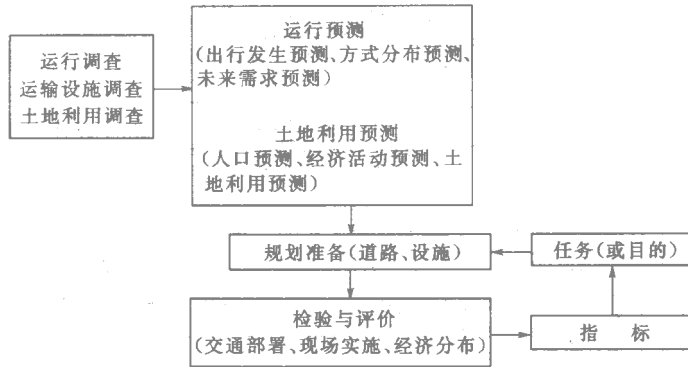 运行调查
运输设施调查
土地利用调查
运行预测
(出行发生预测、方式分布预测、
未来需求预测)
土地利用预测
(人口预测、经济活动预测、土
地利用预测)
规划准备(道路、设施)
任务(或目的)
检验与评价
(交通部署、现场实施、经济分布)
指 标